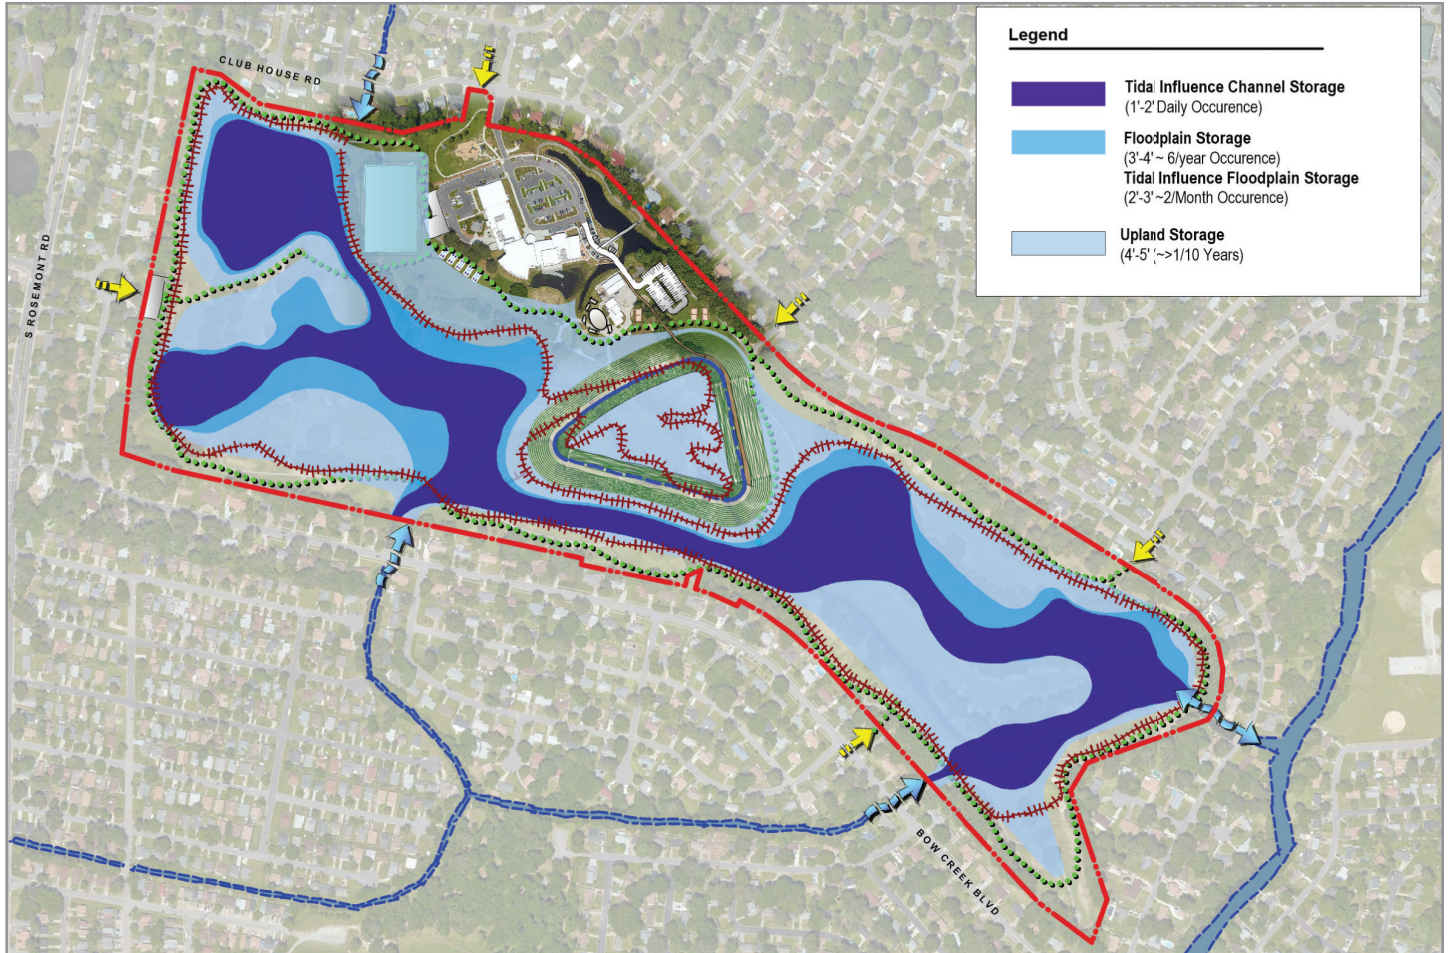 CLUB HOUSE RD
S ROSEMONT RD
BOW CREEK BLVD
Legend
Tidal Influence Channel Storage
(1'-2' Daily Occurence)
Floodplain Storage
(3'-4' ~ 6/year Occurence)
Tidal Influence Floodplain Storage
(2'-3' ~2/Month Occurence)
Upland Storage
(4'-5' (~>1/10 Years)